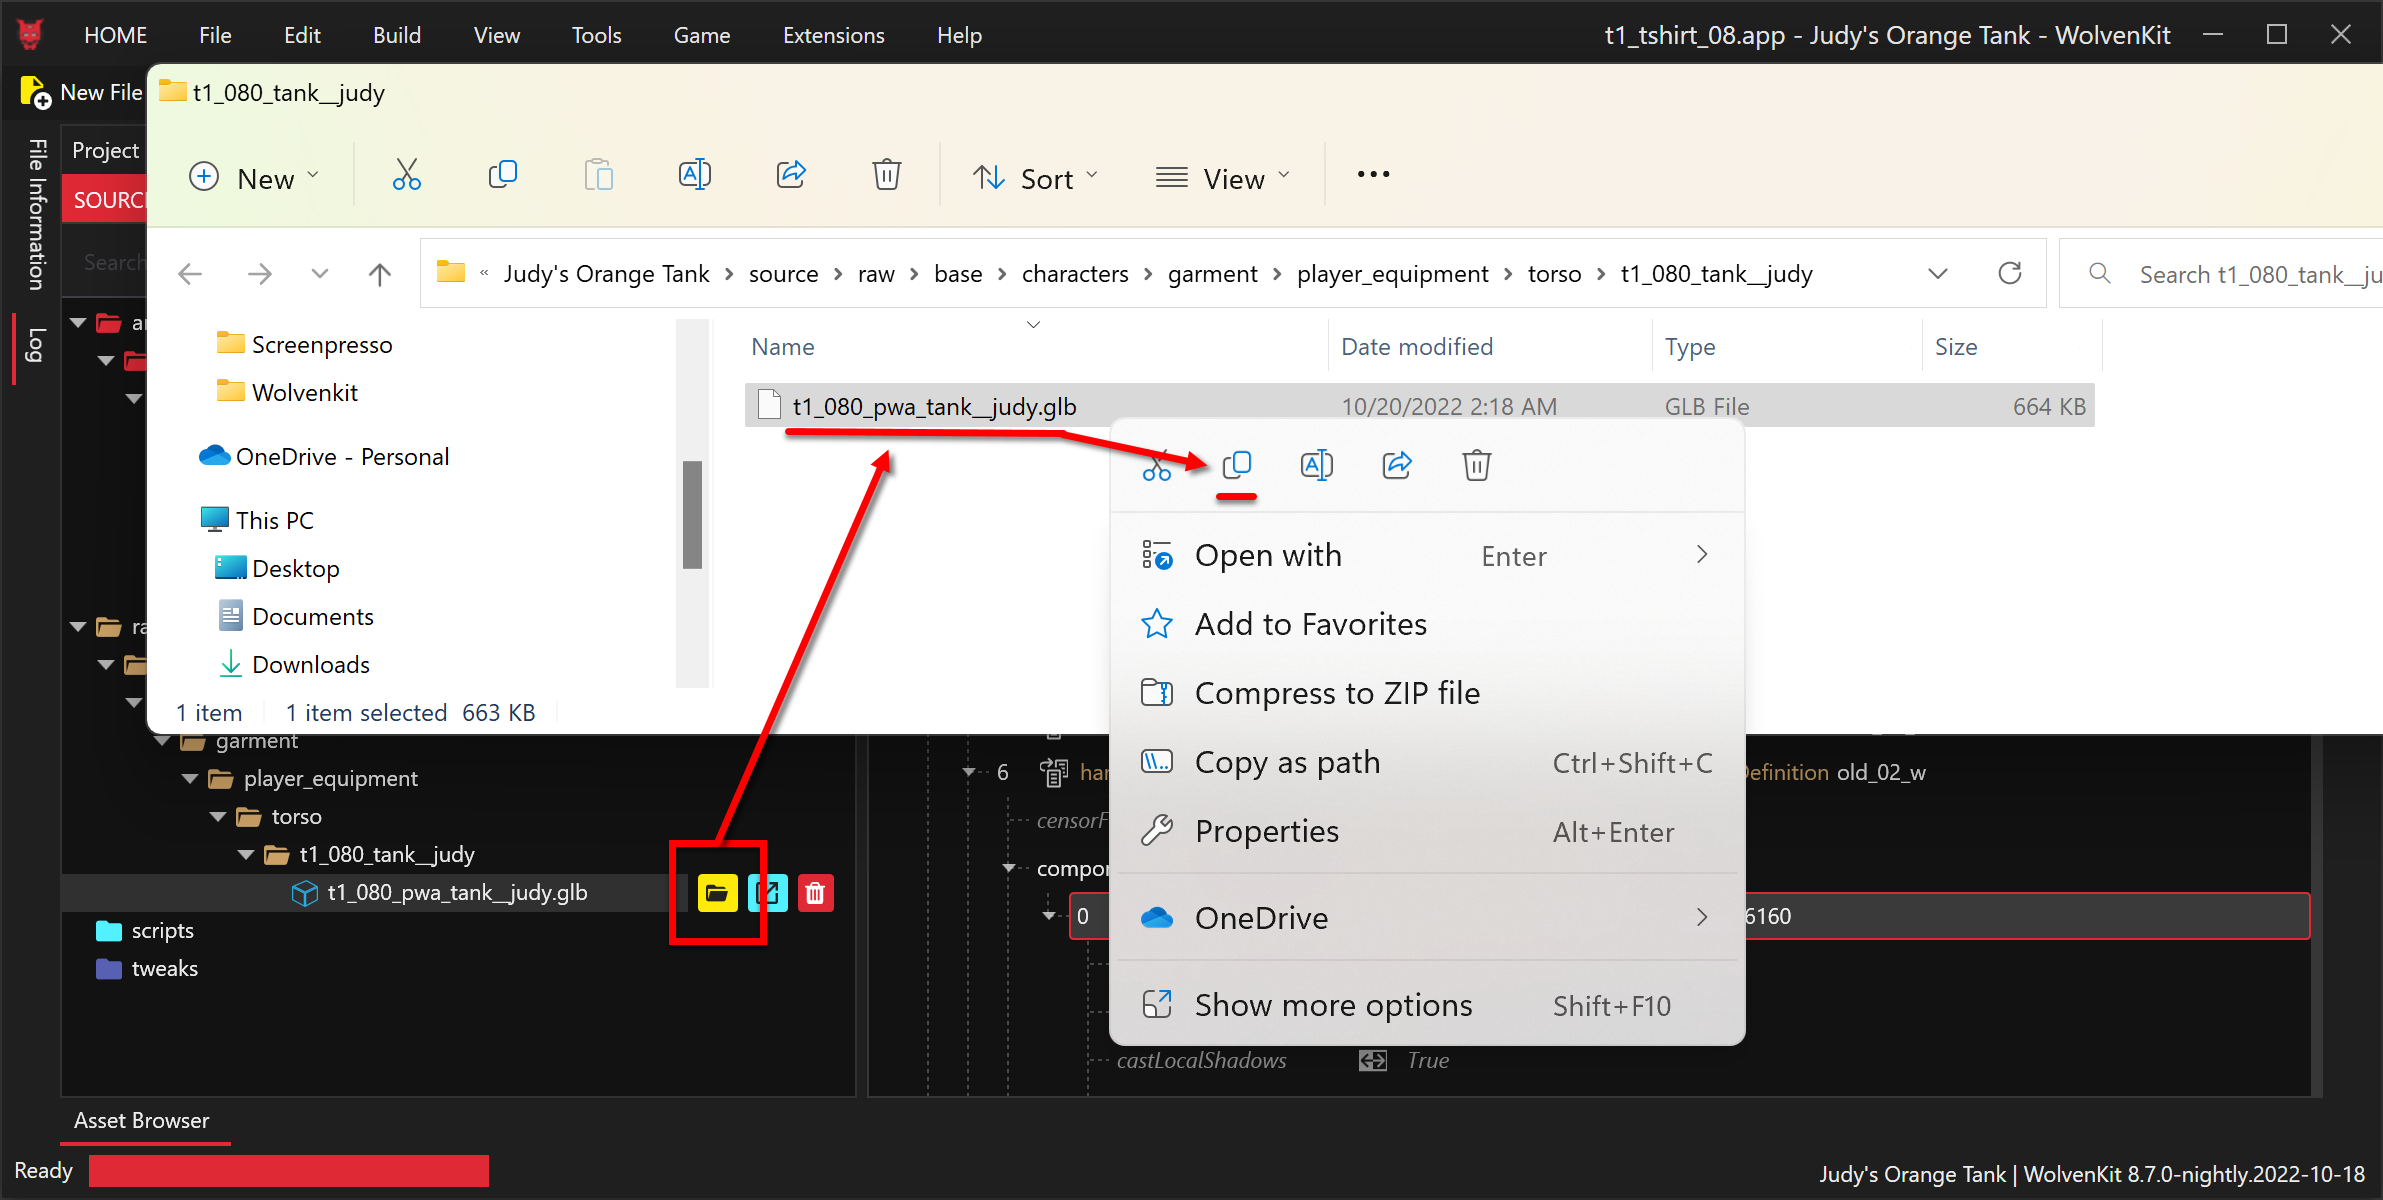 HOME File Edit Build View Tools Game Extensions Help t1_tshirt_08.app - Judy's Orange Tank - WolvenKit
New File
t1_080_tank__judy
File Information
Log
Project
New Sort View
Search
« Judy's Orange Tank > source > raw > base > characters > garment > player_equipment > torso > t1_080_tank__judy
Search t1_080_tank__ju
Screenpresso
Wolvenkit
OneDrive - Personal
This PC
Desktop
Documents
Downloads
1 item 1 item selected 663 KB
Name Date modified Type Size
t1_080_pwa_tank__judy.glb 10/20/2022 2:18 AM GLB File 664 KB
Open with Enter
Add to Favorites
Compress to ZIP file
Copy as path Ctrl+Shift+C
Properties Alt+Enter
OneDrive
Show more options Shift+F10
garment
player_equipment
torso
t1_080_tank__judy
t1_080_pwa_tank__judy.glb
scripts
tweaks
6 han Definition old_02_w
censorF
compor
0 6160
castLocalShadows True
Asset Browser
Ready
Judy's Orange Tank | WolvenKit 8.7.0-nightly.2022-10-18